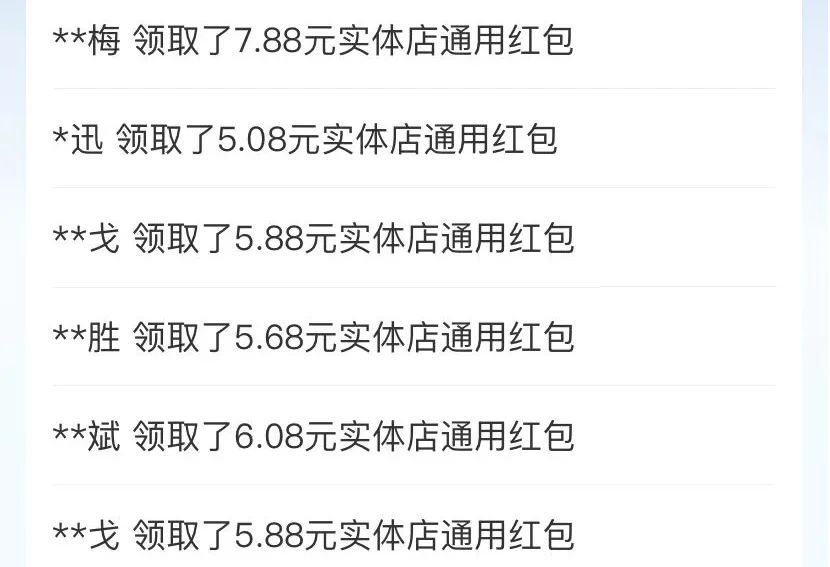 **梅 领取了7.88元实体店通用红包
*迅 领取了5.08元实体店通用红包
**戈 领取了5.88元实体店通用红包
**胜 领取了5.68元实体店通用红包
**斌 领取了6.08元实体店通用红包
**戈 领取了5.88元实体店通用红包